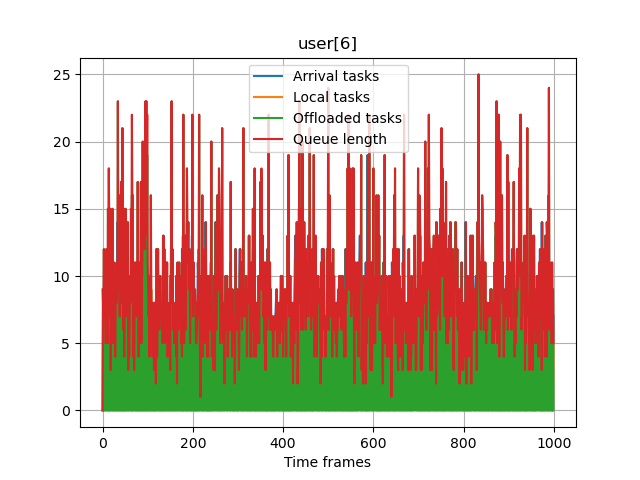 user[6]
25
20
15
10
5
0
Arrival tasks
Local tasks
Offloaded tasks
Queue length
0 200 400 600 800 1000
Time frames